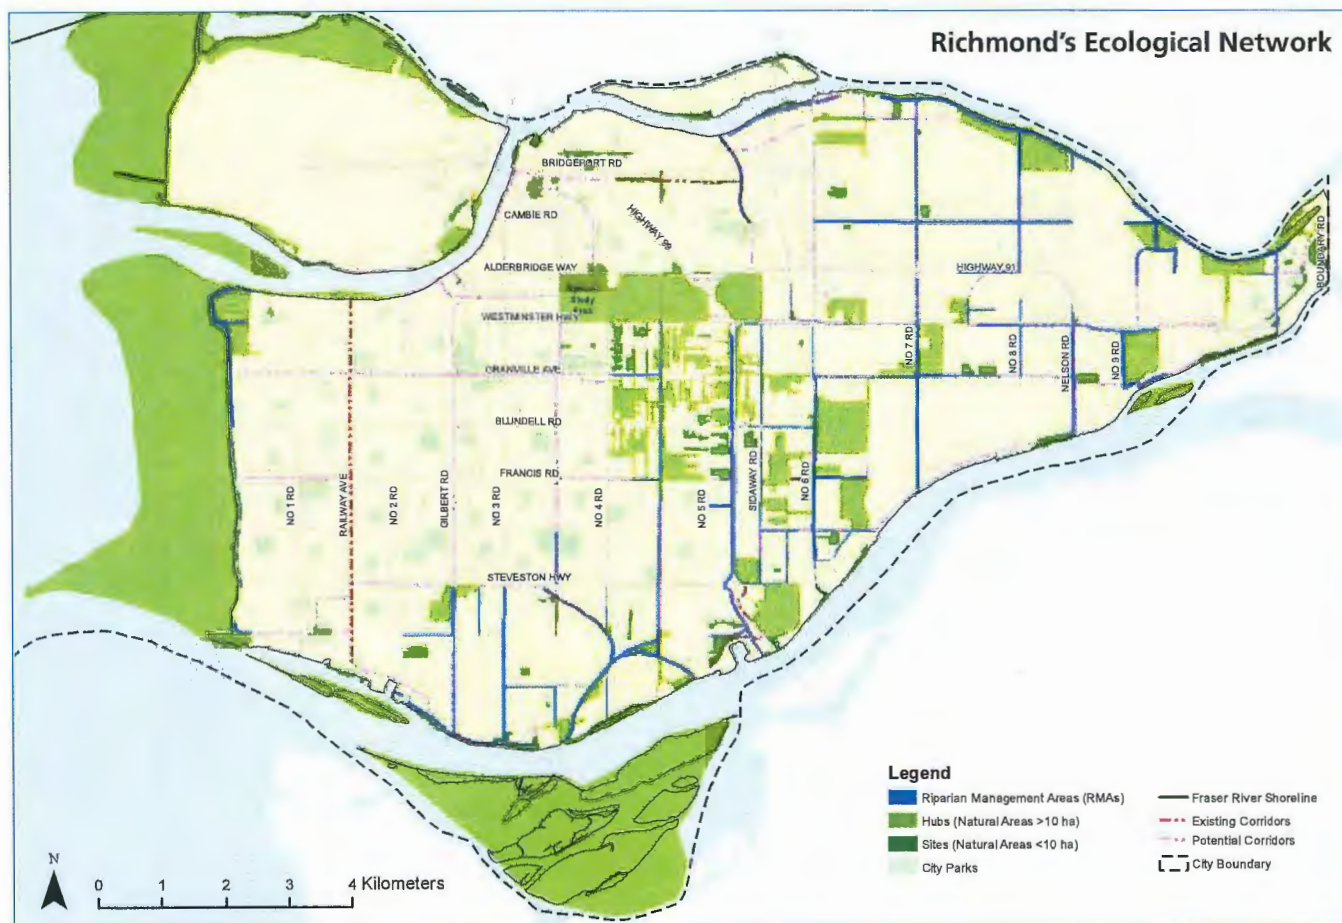 Richmond's Ecological Network
BRIDGEPORT RD
CAMBIE RD
HIGHWAY 99
BOUNDARY RD
ALDERBRIDGE WAY
HIGHWAY 91
WESTMINSTER HWY
NO 7 RD
NO 8 RD
NELSON RD
NO 9 RD
GRANVILLE AVE
BLUNDELL RD
FRANCIS RD
NO 1 RD
RAILWAY AVE
NO 2 RD
GILBERT RD
NO 3 RD
NO 4 RD
NO 5 RD
SIDAWAY RD
NO 6 RD
STEVESTON HWY
Legend
Riparian Management Areas (RMAs)
Hubs (Natural Areas >10 ha)
Sites (Natural Areas <10 ha)
City Parks
Fraser River Shoreline
Existing Corridors
Potential Corridors
City Boundary
N
0 1 2 3 4 Kilometers